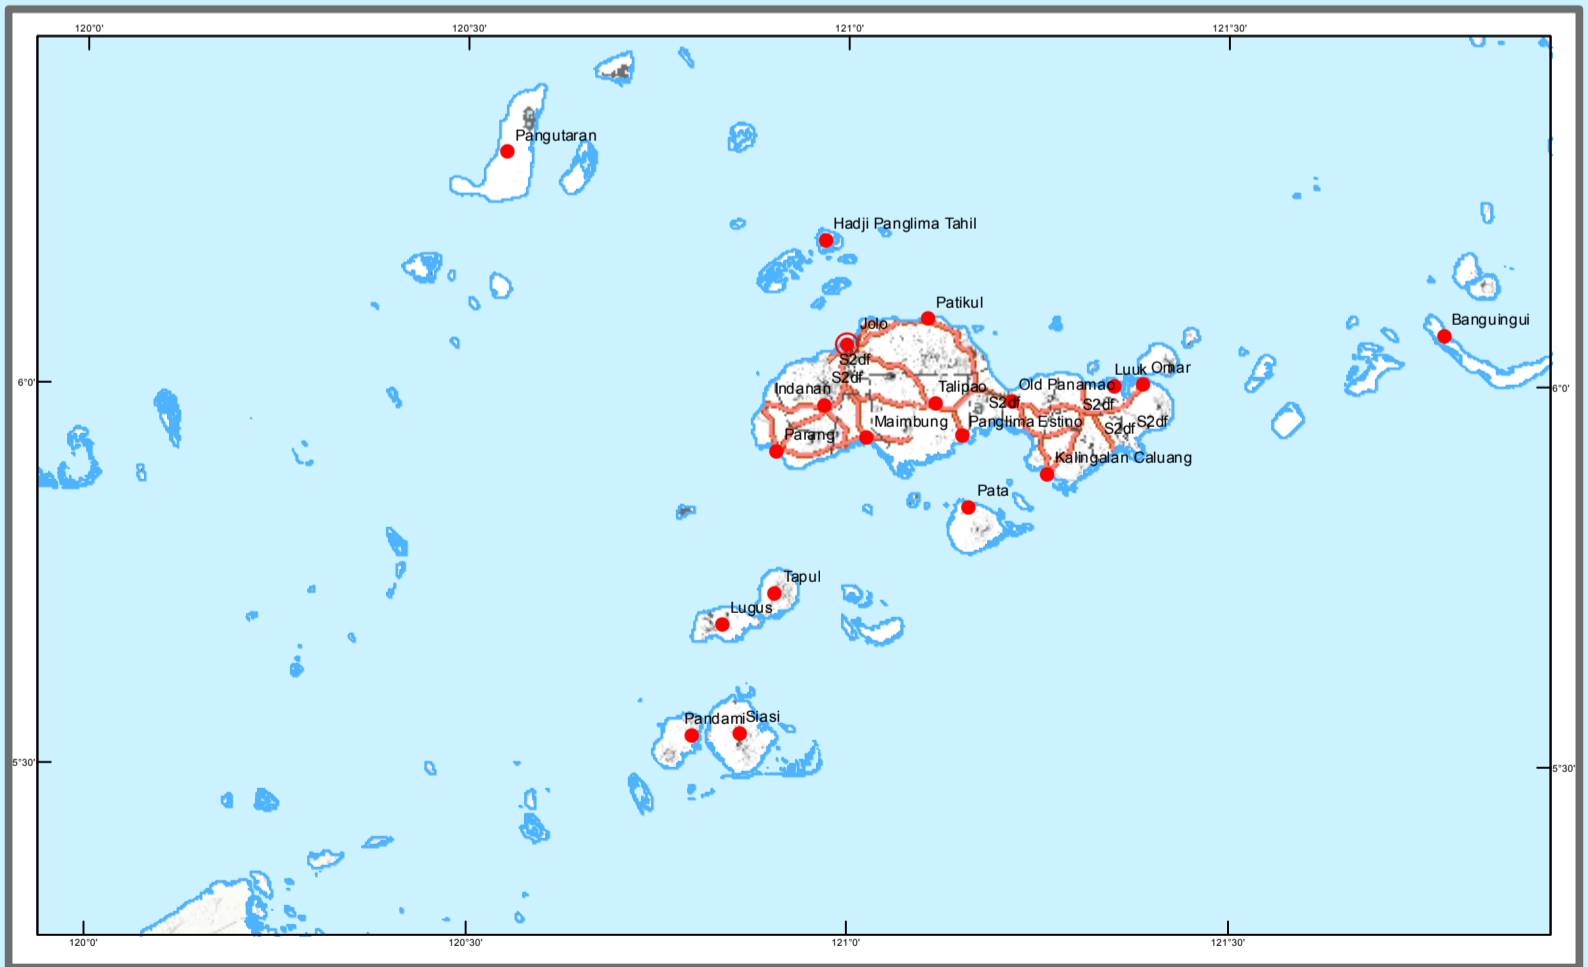 120°0'
120°30'
121°0'
121°30'
Pangutaran
Hadji Panglima Tahil
Patikul
Jolo
Banguingui
S2df
Luuk
Omar
6°0'
6°0'
S2df
Indanan
Talipao
Old Panamao
S2df
S2df
Maimbung
Panglima Estino
S2df
S2df
Parang
Kalingalan Caluang
Pata
Tapul
Lugus
Pandami
Siasi
5°30'
5°30'
120°0'
120°30'
121°0'
121°30'